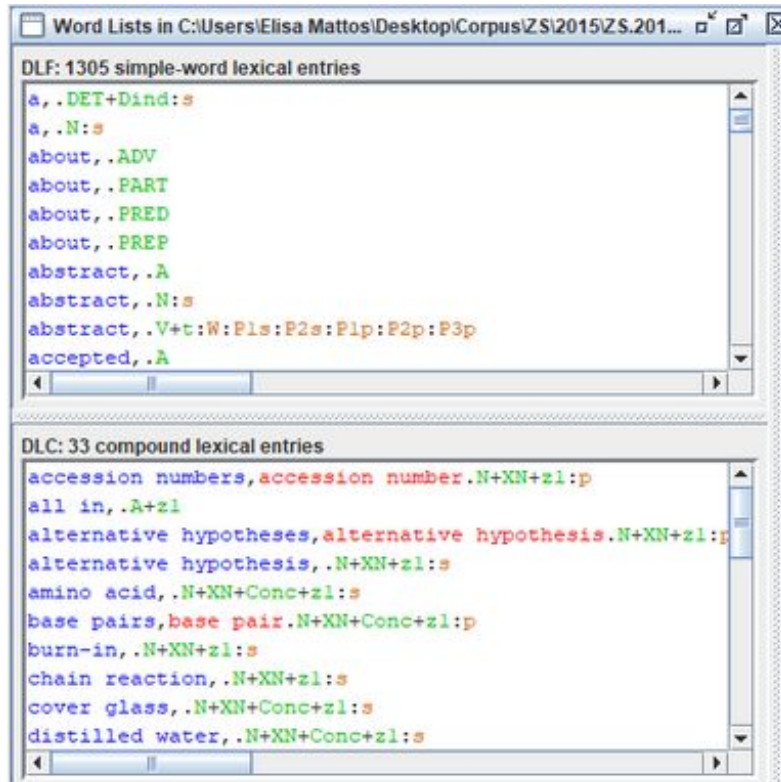 Word Lists in C:\Users\Elisa Mattos\Desktop\Corpus\ZS\2015\ZS.201...
DLF: 1305 simple-word lexical entries
a,.DET+Dind:s
a,.N:s
about,.ADV
about,.PART
about,.PRED
about,.PREP
abstract,.A
abstract,.N:s
abstract,.V+t:W:P1s:P2s:P1p:P2p:P3p
accepted,.A
DLC: 33 compound lexical entries
accession numbers,accession number.N+XN+z1:p
all in,.A+z1
alternative hypotheses,alternative hypothesis.N+XN+z1:p
alternative hypothesis,.N+XN+z1:s
amino acid,.N+XN+Conc+z1:s
base pairs,base pair.N+XN+Conc+z1:p
burn-in,.N+XN+z1:s
chain reaction,.N+XN+z1:s
cover glass,.N+XN+Conc+z1:s
distilled water,.N+XN+Conc+z1:s